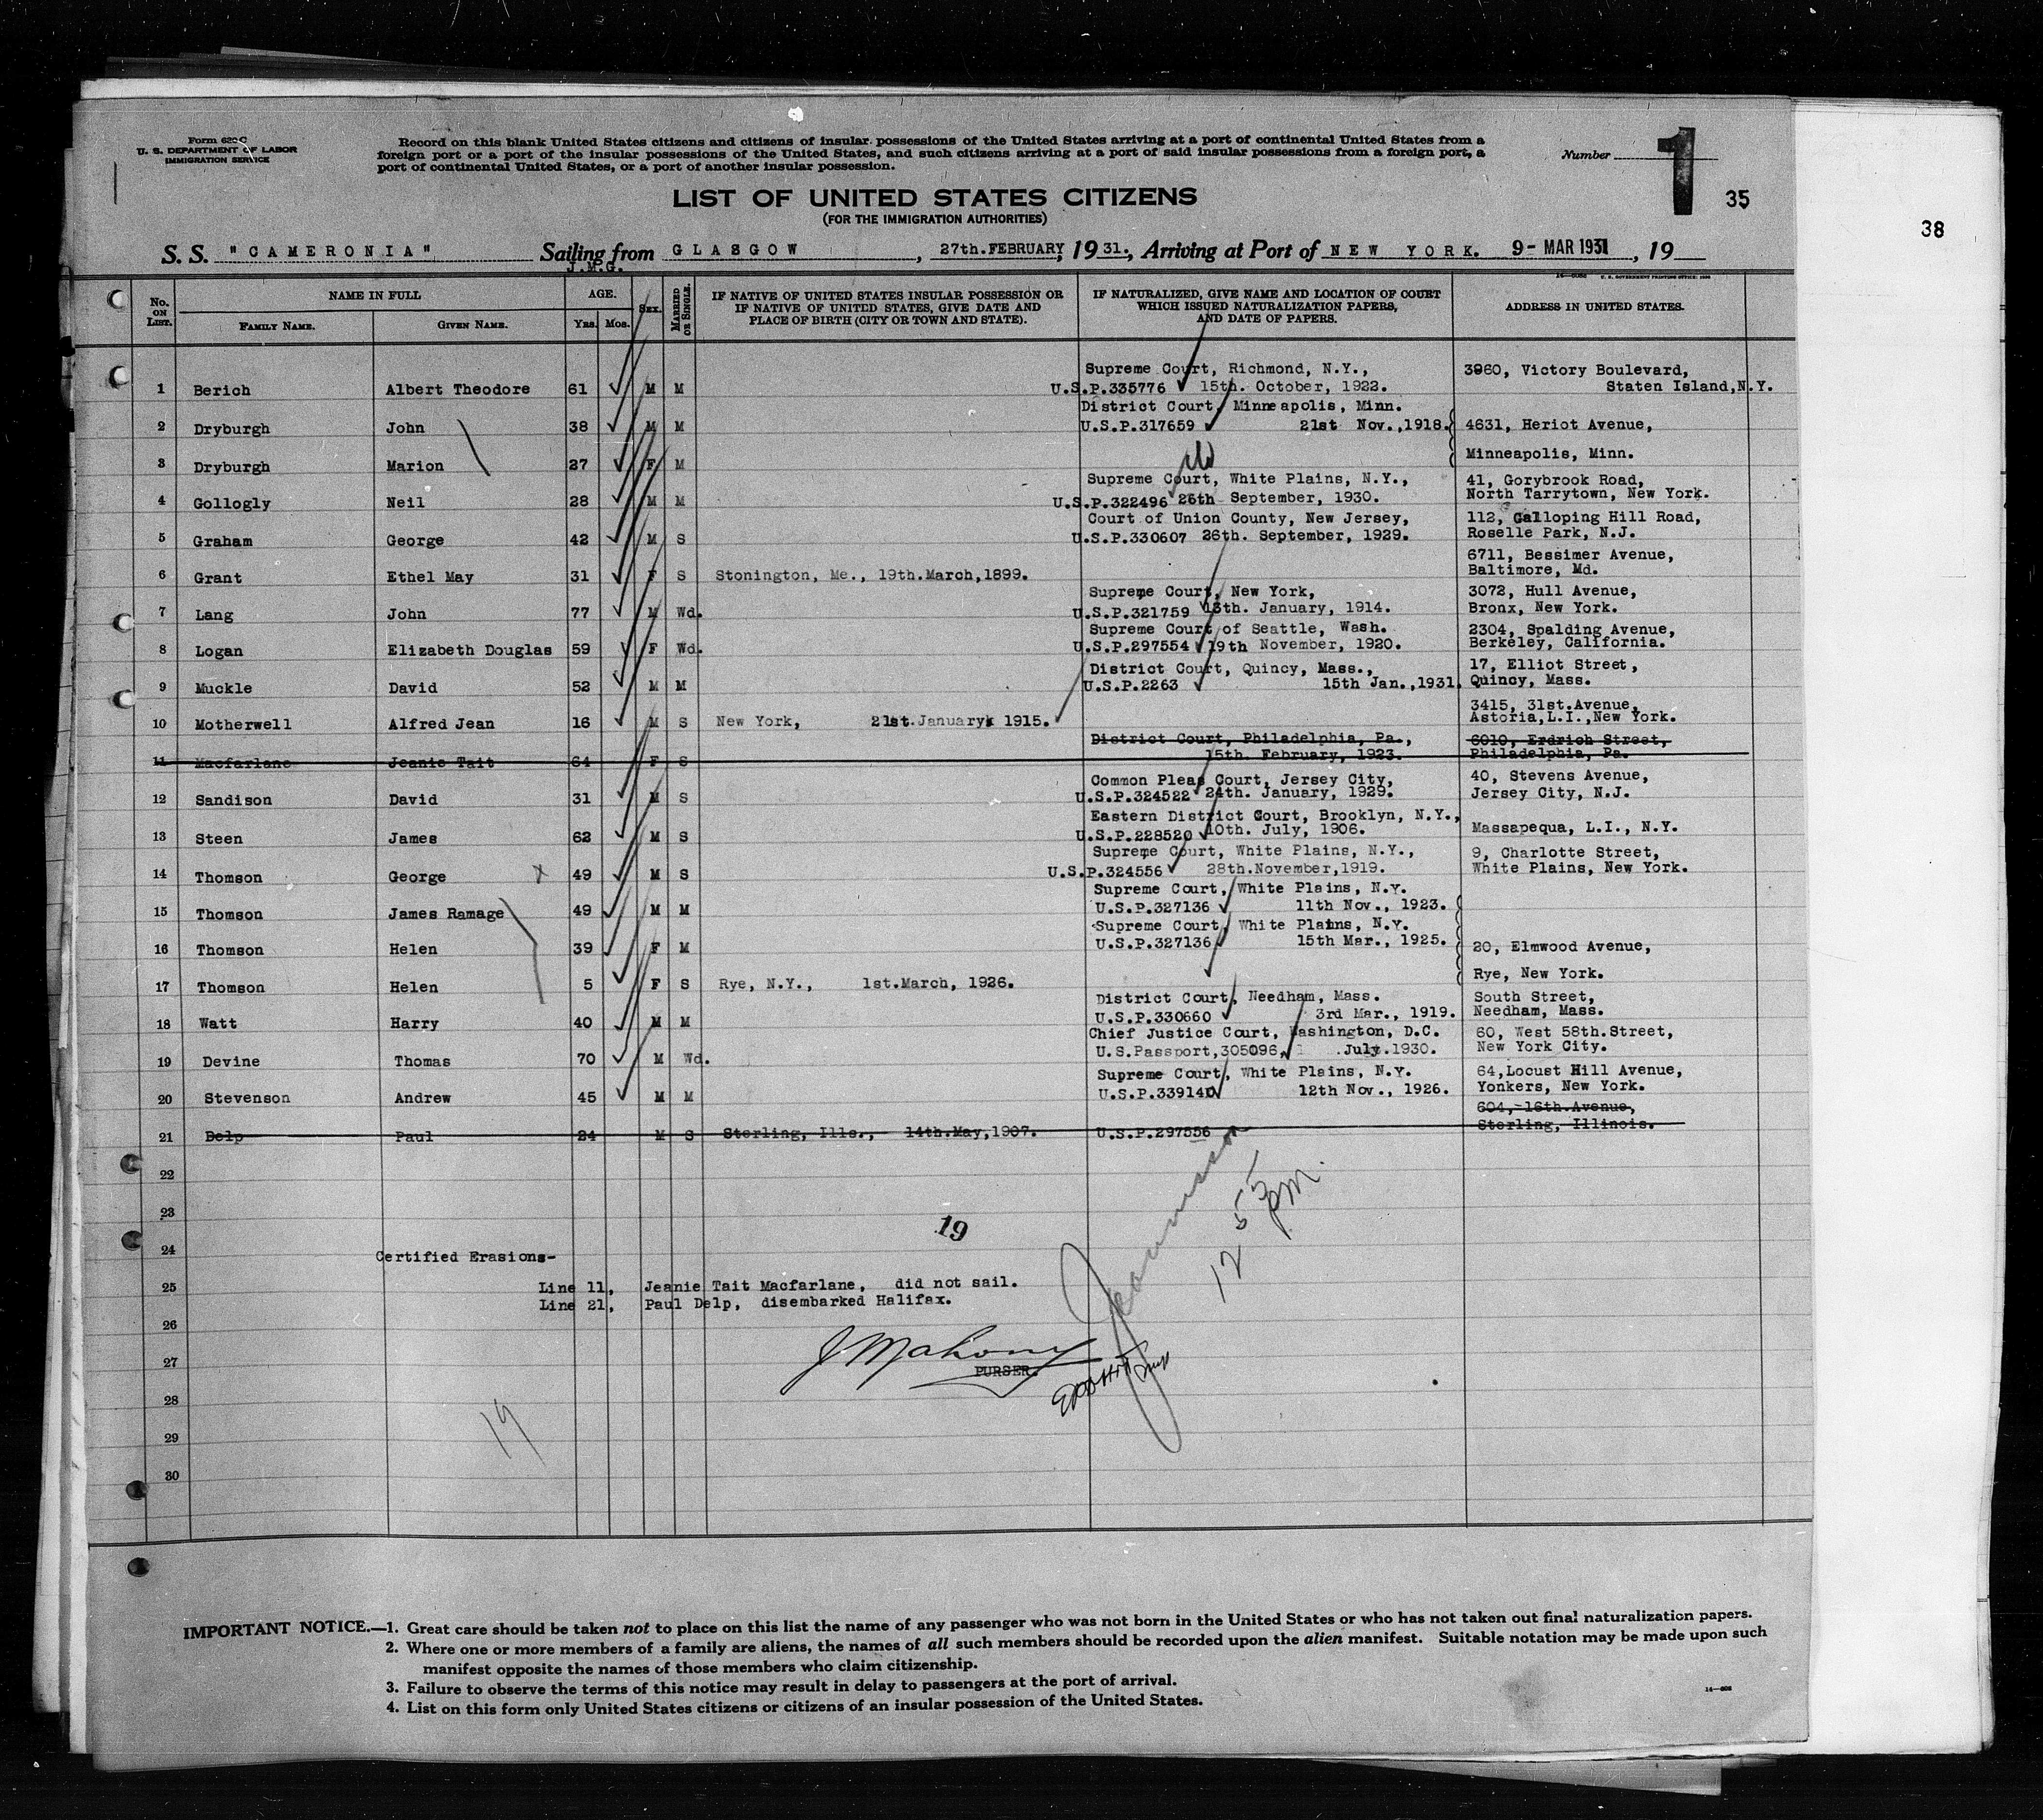 Form 630 C
U. S. DEPARTMENT OF LABOR
IMMIGRATION SERVICE
Record on this blank United States citizens and citizens of insular possessions of the United States arriving at a port of continental United States from a
foreign port or a port of the insular possessions of the United States, and such citizens arriving at a port of said insular possessions from a foreign port, a
port of continental United States, or a port of another insular possession.
Number 1
35
38
LIST OF UNITED STATES CITIZENS
(FOR THE IMMIGRATION AUTHORITIES)
S. S. "CAMERONIA" Sailing from GLASGOW, 27th.FEBRUARY, 1931., Arriving at Port of NEW YORK. 9- MAR 1931, 19
J.M.G.
14—6086 U. S. GOVERNMENT PRINTING OFFICE: 1930
No. ON LIST. NAME IN FULL AGE. SEX. MARRIED OR SINGLE. IF NATIVE OF UNITED STATES INSULAR POSSESSION OR IF NATIVE OF UNITED STATES, GIVE DATE AND PLACE OF BIRTH (CITY OR TOWN AND STATE). IF NATURALIZED, GIVE NAME AND LOCATION OF COURT WHICH ISSUED NATURALIZATION PAPERS, AND DATE OF PAPERS. ADDRESS IN UNITED STATES.
FAMILY NAME. GIVEN NAME. Yrs. Mos.
Supreme Court, Richmond, N.Y., 3960, Victory Boulevard,
1 Berich Albert Theodore 61 M M U.S.P.335776 15th. October, 1922. Staten Island,N.Y.
District Court, Minneapolis, Minn.
2 Dryburgh John 38 M M U.S.P.317659 21st Nov.,1918. 4631, Heriot Avenue,
3 Dryburgh Marion 27 F M Minneapolis, Minn.
Supreme Court, White Plains, N.Y., 41, Gorybrook Road,
4 Gollogly Neil 28 M M U.S.P.322496 26th September, 1930. North Tarrytown, New York.
Court of Union County, New Jersey, 112, Galloping Hill Road,
5 Graham George 42 M S U.S.P.330607 26th. September, 1929. Roselle Park, N.J.
6711, Bessimer Avenue,
6 Grant Ethel May 31 F S Stonington, Me., 19th.March,1899. Baltimore, Md.
Supreme Court, New York, 3072, Hull Avenue,
7 Lang John 77 M Wd. U.S.P.321759 13th. January, 1914. Bronx, New York.
Supreme Court of Seattle, Wash. 2304, Spalding Avenue,
8 Logan Elizabeth Douglas 59 F Wd. U.S.P.297554 19th November, 1920. Berkeley, California.
District Court, Quincy, Mass., 17, Elliot Street,
9 Muckle David 52 M M U.S.P.2263 15th Jan.,1931. Quincy, Mass.
3415, 31st.Avenue,
10 Motherwell Alfred Jean 16 M S New York, 21st.January 1915. Astoria,L.I.,New York.
District Court, Philadelphia, Pa., 6010, Erdrich Street,
11 Macfarlane Jeanie Tait 64 F S 15th. February, 1923. Philadelphia, Pa.
Common Pleas Court, Jersey City, 40, Stevens Avenue,
12 Sandison David 31 M S U.S.P.324522 24th. January, 1929. Jersey City, N.J.
Eastern District Court, Brooklyn, N.Y.,
13 Steen James 62 M S U.S.P.228520 10th. July, 1906. Massapequa, L.I., N.Y.
Supreme Court, White Plains, N.Y., 9, Charlotte Street,
14 Thomson George x 49 M S U.S.P.324556 28th.November,1919. White Plains, New York.
Supreme Court, White Plains, N.Y.
15 Thomson James Ramage 49 M M U.S.P.327136 11th Nov., 1923.
Supreme Court, White Plains, N.Y.
16 Thomson Helen 39 F M U.S.P.327136 15th Mar., 1925. 20, Elmwood Avenue,
Rye, New York.
17 Thomson Helen 5 F S Rye, N.Y., 1st.March, 1926.
District Court, Needham, Mass. South Street,
18 Watt Harry 40 M M U.S.P.330660 3rd Mar., 1919. Needham, Mass.
Chief Justice Court, Washington, D.C. 60, West 58th.Street,
19 Devine Thomas 70 M Wd. U.S.Passport,305096, July.1930. New York City.
Supreme Court, White Plains, N.Y. 64,Locust Hill Avenue,
20 Stevenson Andrew 45 M M U.S.P.339140 12th Nov., 1926. Yonkers, New York.
604,-16th.Avenue,
21 Delp Paul 24 M S Sterling, Ills., 14th.May,1907. U.S.P.297556 Sterling, Illinois.
22
23
12 55 pm.
19
24 Certified Erasions-
25 Line 11, Jeanie Tait Macfarlane, did not sail.
Line 21, Paul Delp, disembarked Halifax.
26
J Mahony
27 PURSER.
28
19
29
30
IMPORTANT NOTICE.—1. Great care should be taken not to place on this list the name of any passenger who was not born in the United States or who has not taken out final naturalization papers.
2. Where one or more members of a family are aliens, the names of all such members should be recorded upon the alien manifest. Suitable notation may be made upon such
manifest opposite the names of those members who claim citizenship.
3. Failure to observe the terms of this notice may result in delay to passengers at the port of arrival.
4. List on this form only United States citizens or citizens of an insular possession of the United States.